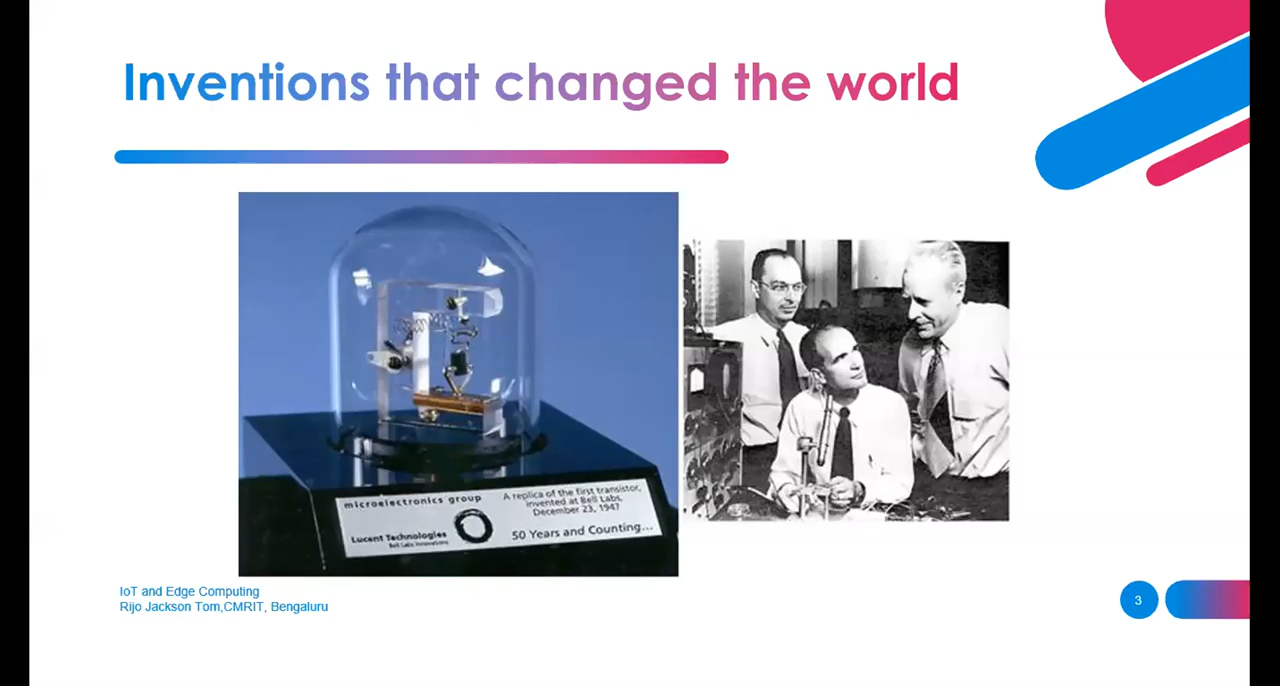 Inventions that changed the world
microelectronics group
Lucent Technologies
Bell Labs Innovations
A replica of the first transistor,
invented at Bell Labs,
December 23, 1947
50 Years and Counting...
IoT and Edge Computing
Rijo Jackson Tom,CMRIT, Bengaluru
3